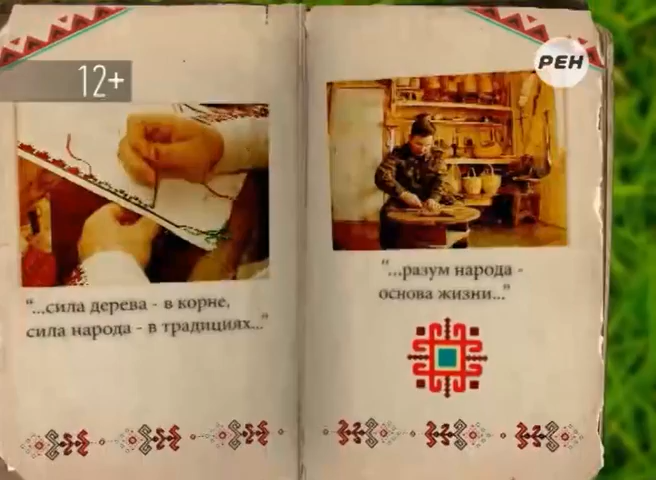 12+
РЕН
"...сила дерева - в корне,
сила народа - в традициях..."
"...разум народа -
основа жизни..."